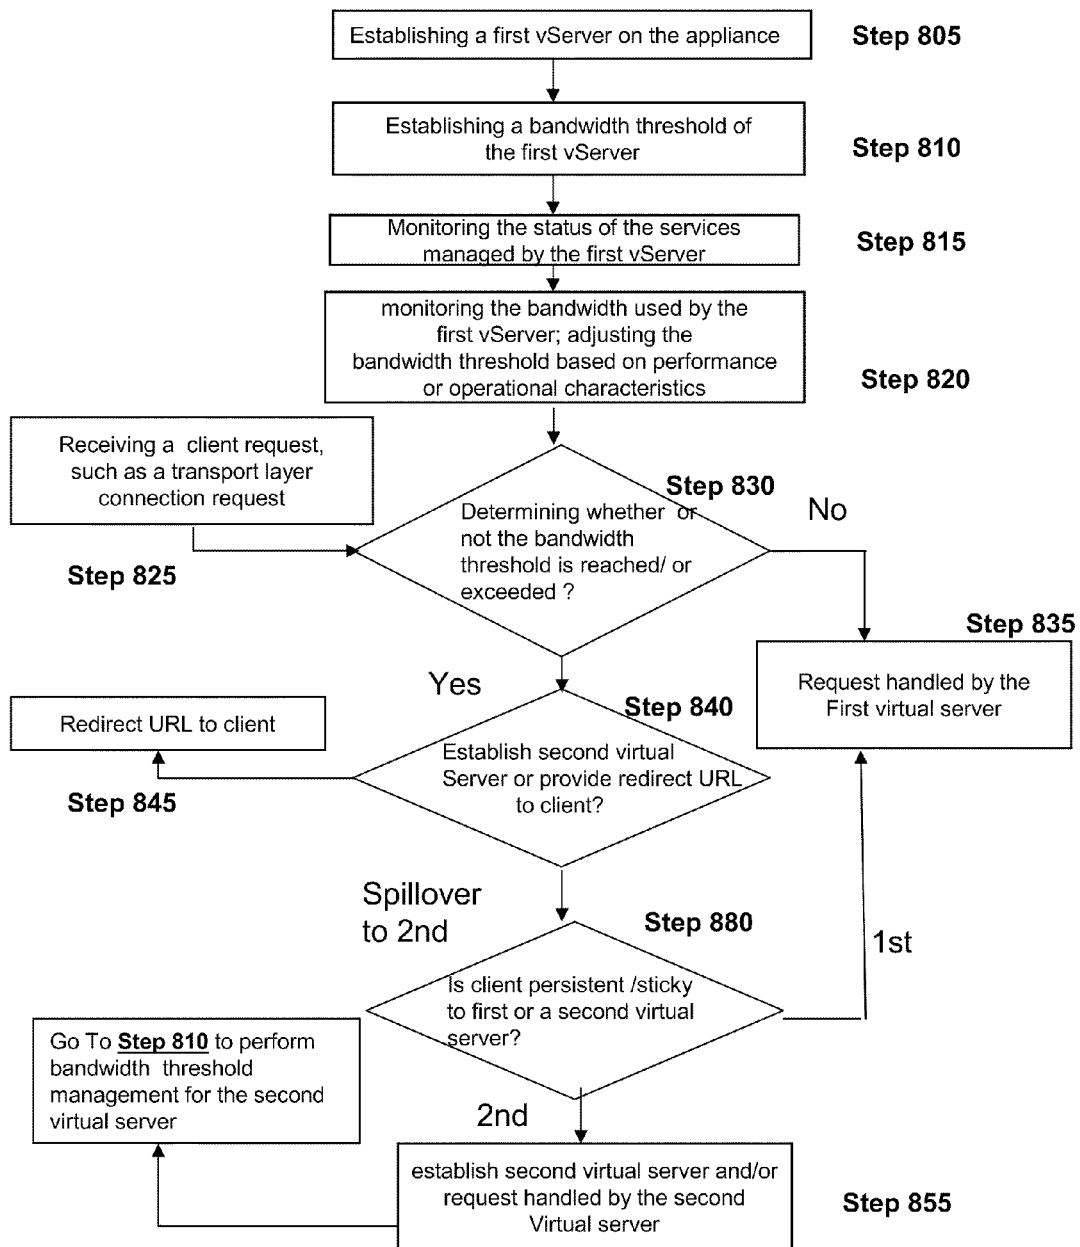 Establishing a first vServer on the appliance
Step 805
Establishing a bandwidth threshold of
the first vServer
Step 810
Monitoring the status of the services
managed by the first vServer
Step 815
monitoring the bandwidth used by the
first vServer; adjusting the
bandwidth threshold based on performance
or operational characteristics
Step 820
Receiving a client request,
such as a transport layer
connection request
Step 825
Step 830
Determining whether or
not the bandwidth
threshold is reached/ or
exceeded ?
No
Step 835
Request handled by the
First virtual server
Yes
Step 840
Establish second virtual
Server or provide redirect URL
to client?
Redirect URL to client
Step 845
Spillover
to 2nd
Step 880
Is client persistent /sticky
to first or a second virtual
server?
1st
2nd
Go To Step 810 to perform
bandwidth threshold
management for the second
virtual server
establish second virtual server and/or
request handled by the second
Virtual server
Step 855